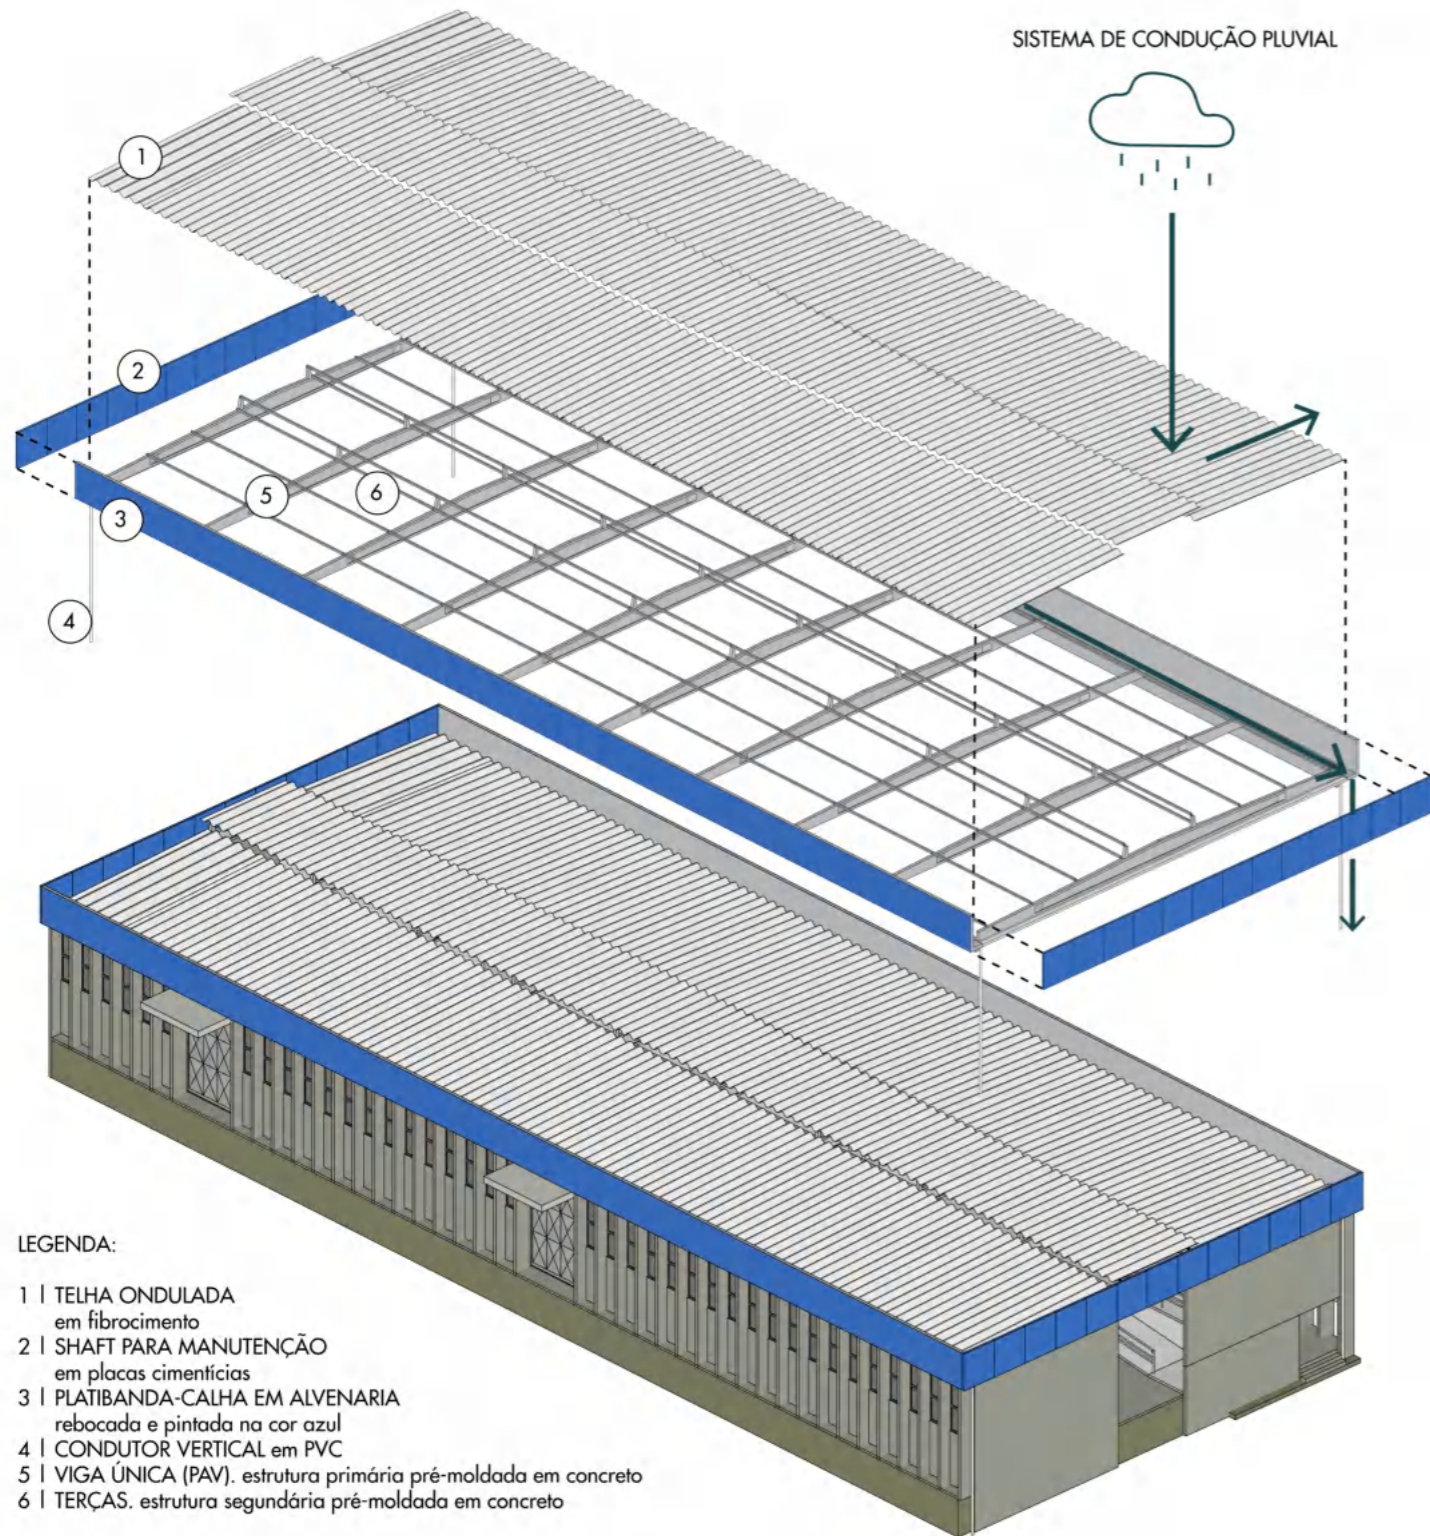 SISTEMA DE CONDUÇÃO PLUVIAL
1
2
3
4
5
6
LEGENDA:
1 | TELHA ONDULADA
em fibrocimento
2 | SHAFT PARA MANUTENÇÃO
em placas cimentícias
3 | PLATIBANDA-CALHA EM ALVENARIA
rebocada e pintada na cor azul
4 | CONDUTOR VERTICAL em PVC
5 | VIGA ÚNICA (PAV). estrutura primária pré-moldada em concreto
6 | TERÇAS. estrutura segundária pré-moldada em concreto